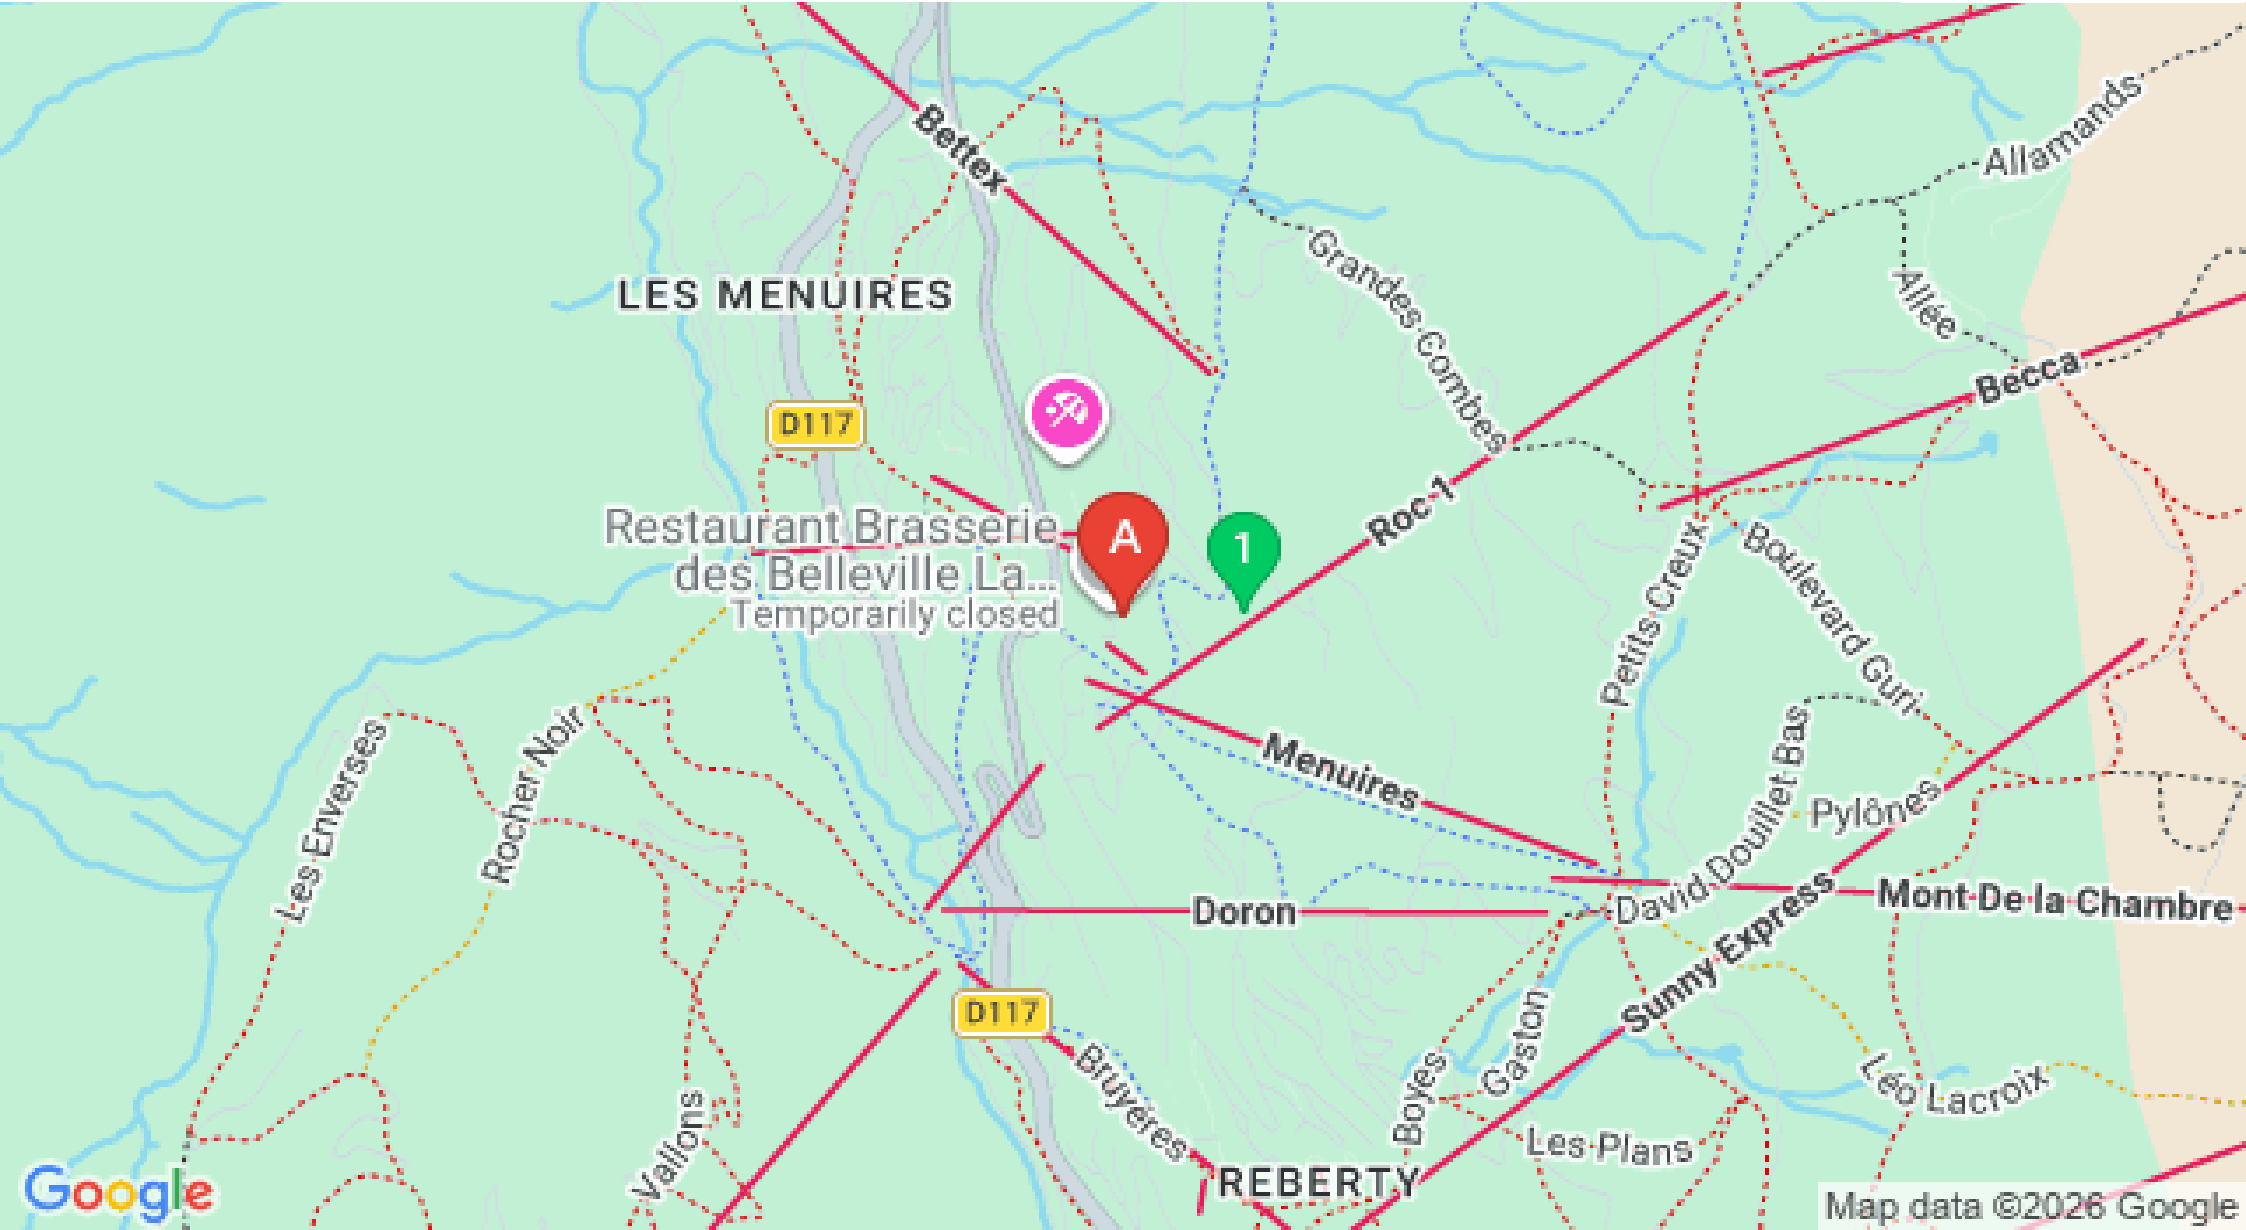 Allamands
Bettex
Grandes Combes
Allée
LES MENUIRES
Becca
D117
Roc 1
Restaurant Brasserie
des Belleville La...
Temporarily closed
A
1
Petits Creux
Boulevard Guri
Les Enverses
Rocher Noir
Menuires
David Douillet Bas
Pylônes
Doron
Mont De la Chambre
Sunny Express
D117
Bruyéres
Vallons
Boyes
Gaston
Léo Lacroix
Les Plans
REBERTY
Google
Map data ©2026 Google